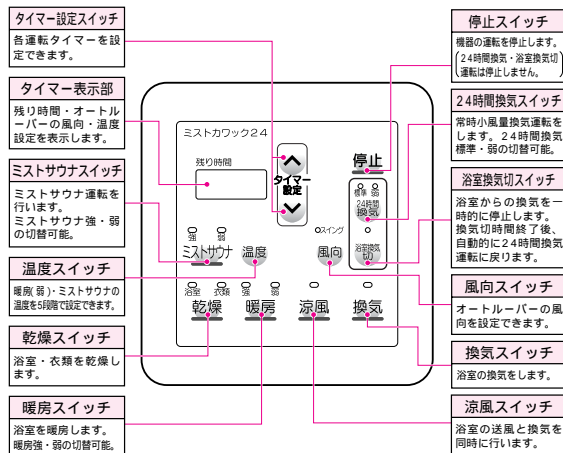 タイマー設定スイッチ
各運転タイマーを設
定できます。
タイマー表示部
残り時間・オートル
ーバーの風向・温度
設定を表示します。
ミストサウナスイッチ
ミストサウナ運転を
行います。
ミストサウナ強・弱
の切替可能。
温度スイッチ
暖房(弱)・ミストサウナの
温度を5段階で設定できます。
乾燥スイッチ
浴室・衣類を乾燥し
ます。
暖房スイッチ
浴室を暖房します。
暖房強・弱の切替可能。
ミストカワック24
残り時間
タイマー
設定
停止
標準 弱
24時間
換気
強 弱
ミストサウナ
温度
スイング
風向
浴室換気
切
浴室 衣類
乾燥
強 弱
暖房
涼風
換気
停止スイッチ
機器の運転を停止します。
(24時間換気・浴室換気切
運転は停止しません。)
24時間換気スイッチ
常時小風量換気運転を
します。24時間換気
標準・弱の切替可能。
浴室換気切スイッチ
浴室からの換気を一
時的に停止します。
換気切時間終了後、
自動的に24時間換気
運転に戻ります。
風向スイッチ
オートルーバーの風
向を設定できます。
換気スイッチ
浴室の換気をします。
涼風スイッチ
浴室の送風と換気を
同時に行います。